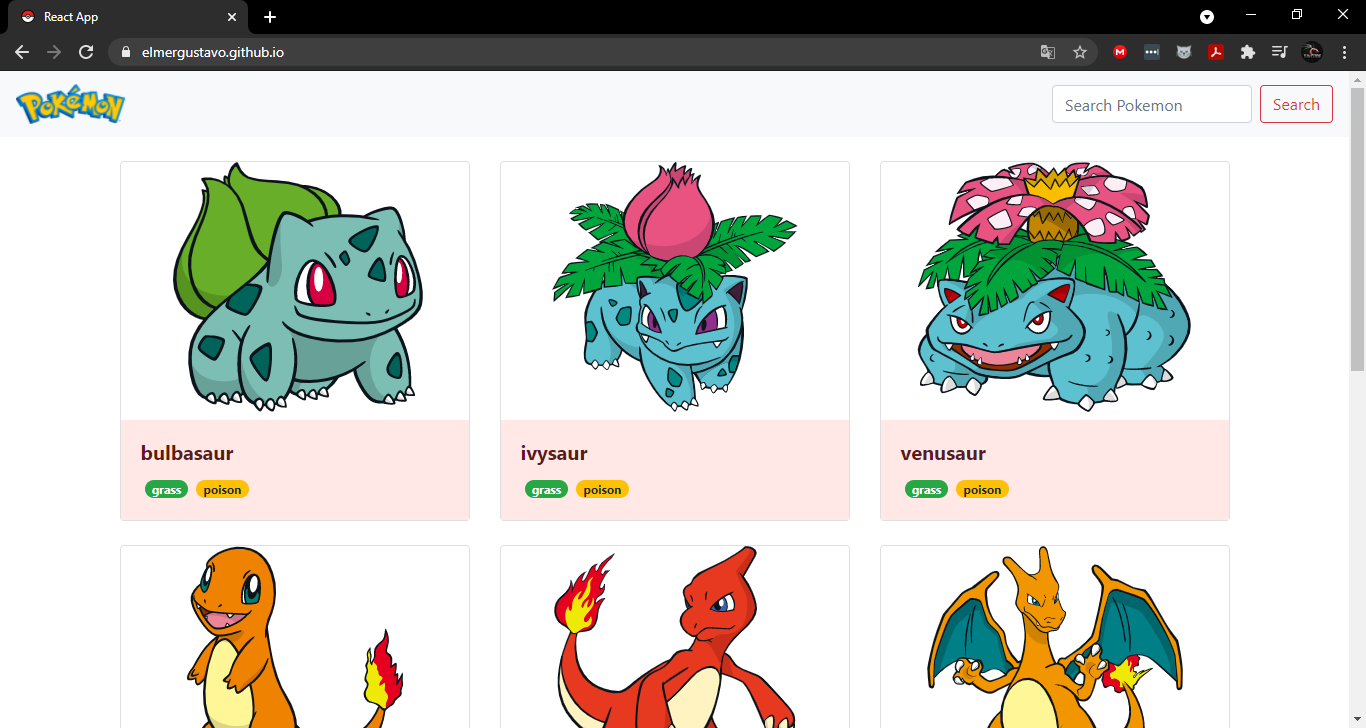 React App
elmergustavo.github.io
POKéMON
Search Pokemon
Search
bulbasaur
grass poison
ivysaur
grass poison
venusaur
grass poison